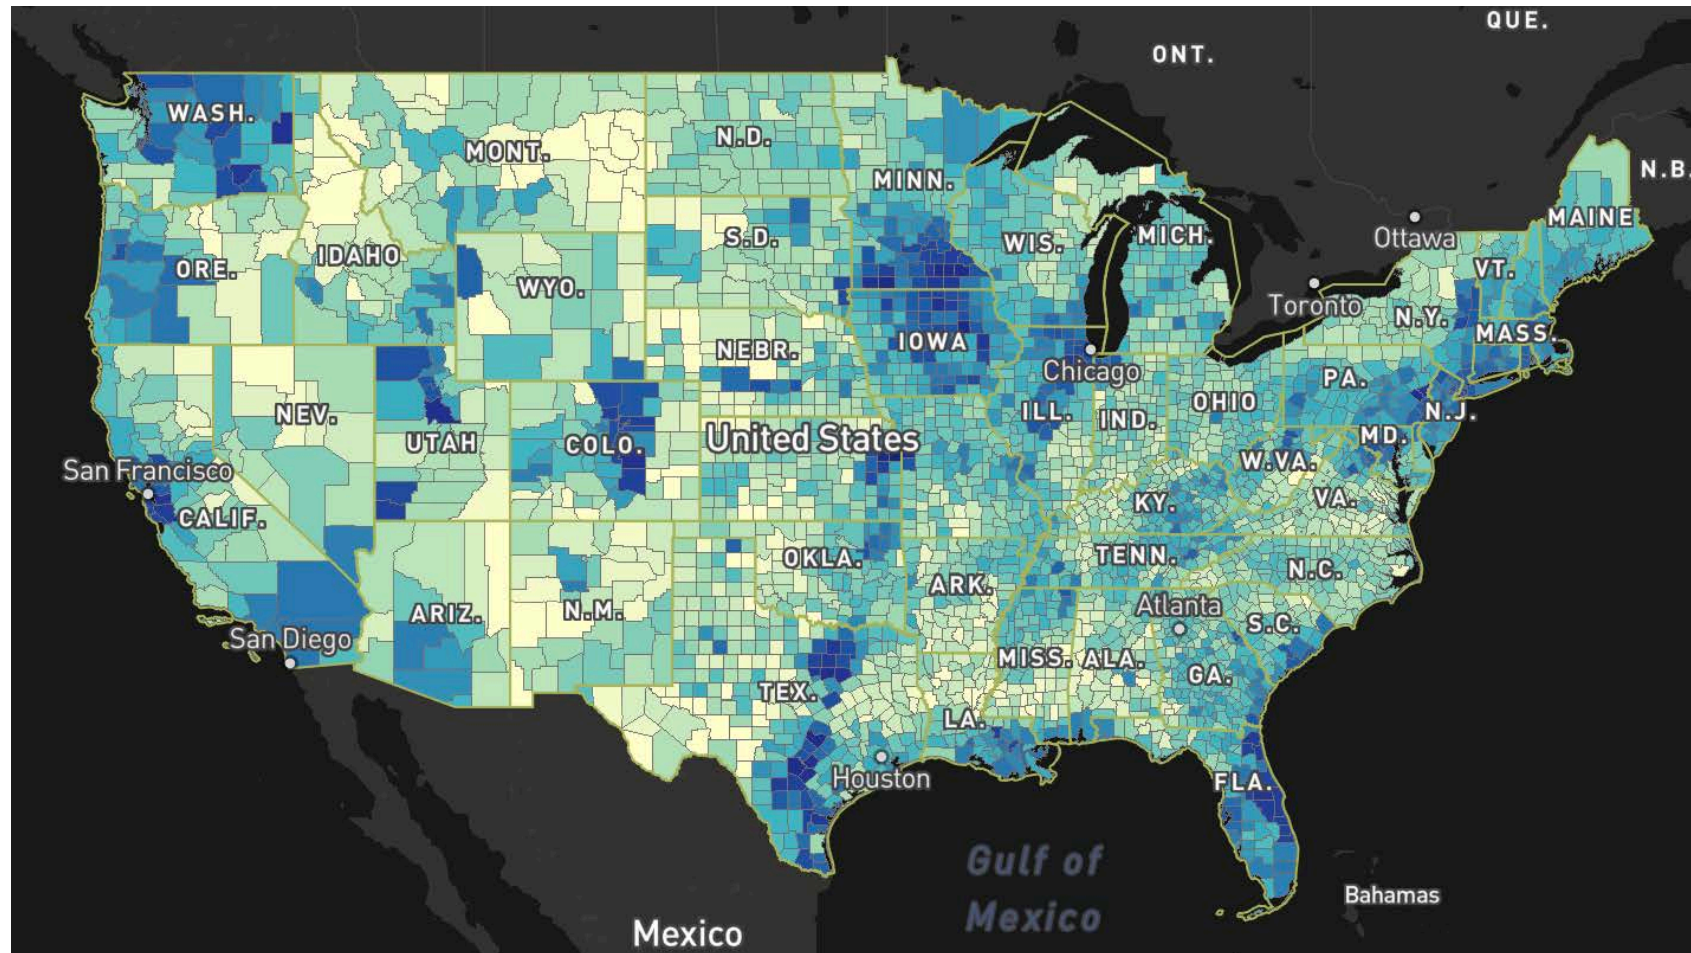 QUE.
ONT.
WASH.
N.D.
MONT.
N.B.
MINN.
MAINE
Ottawa
S.D.
WIS.
MICH.
VT.
IDAHO
ORE.
WYO.
Toronto
N.Y.
MASS.
IOWA
NEBR.
Chicago
PA.
OHIO
N.J.
NEV.
ILL.
IND.
UTAH
COLO.
United States
MD.
San Francisco
W.VA.
VA.
KY.
CALIF.
OKLA.
TENN.
N.C.
ARK.
ARIZ.
N.M.
Atlanta
S.C.
San Diego
MISS.
ALA.
GA.
TEX.
LA.
Houston
FLA.
Gulf of
Mexico
Bahamas
Mexico